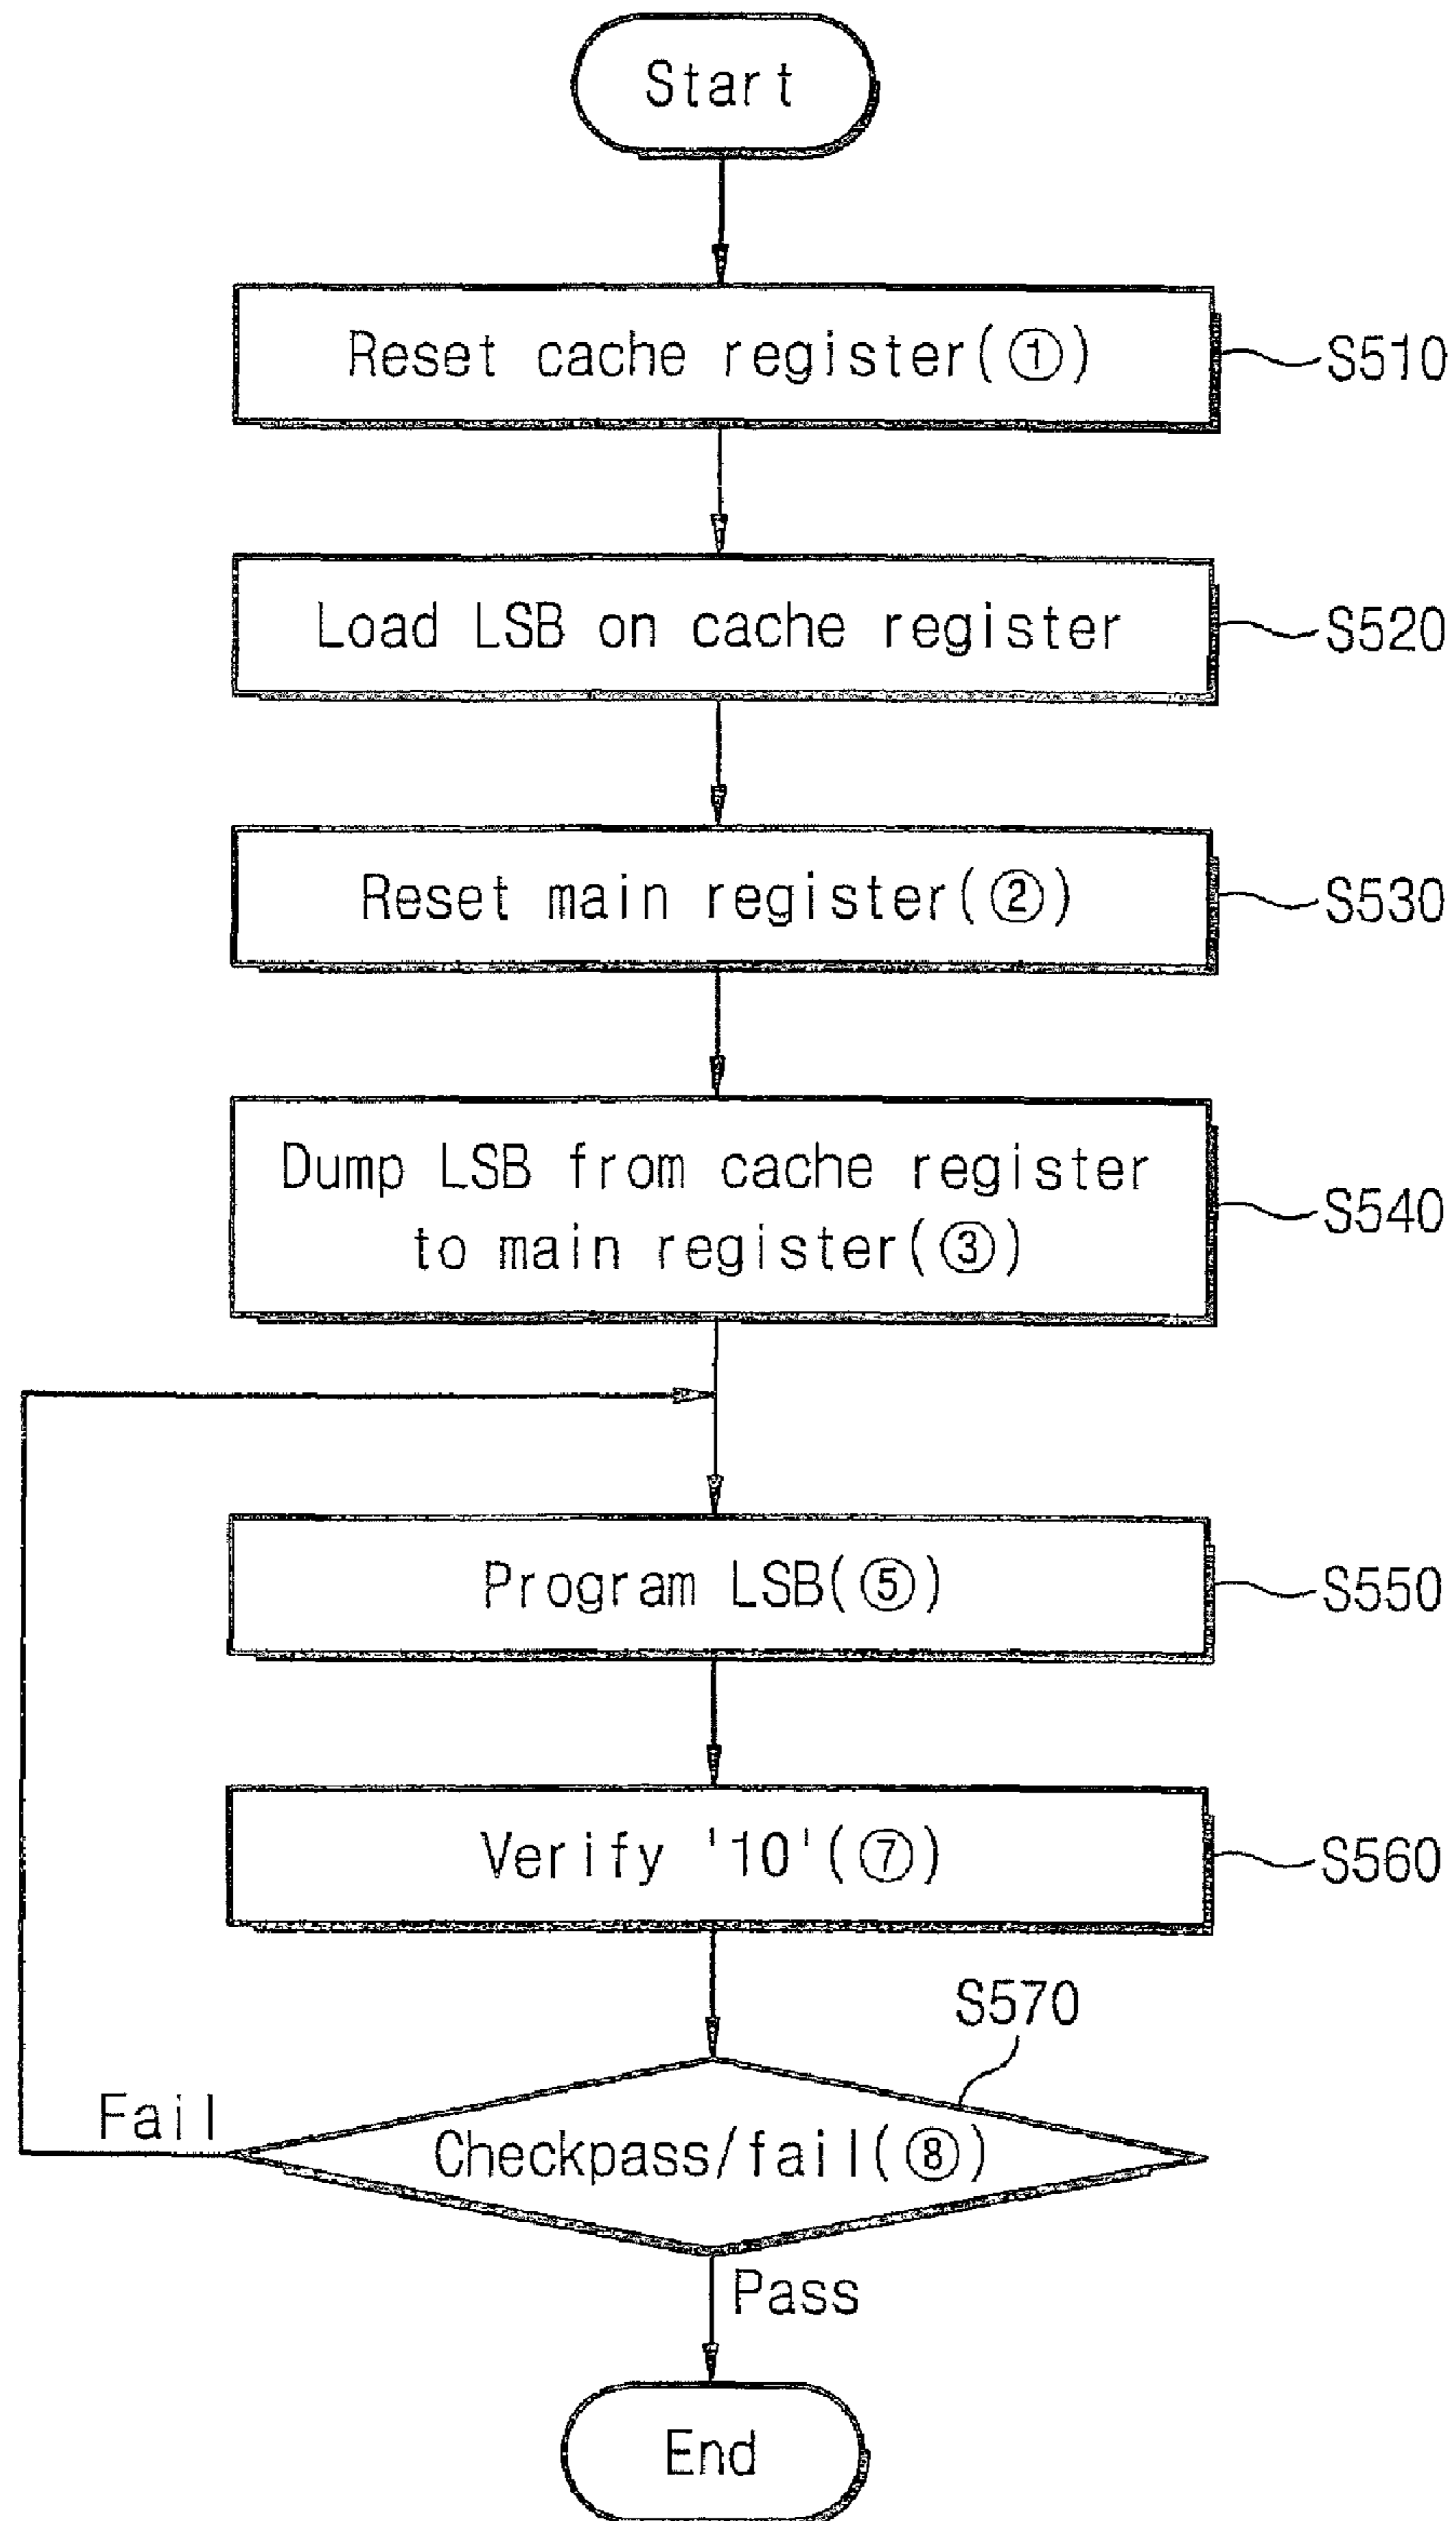 Start
Reset cache register(①)
S510
Load LSB on cache register
S520
Reset main register(②)
S530
Dump LSB from cache register
to main register(③)
S540
Program LSB(⑤)
S550
Verify '10'(⑦)
S560
S570
Fail
Checkpass/fail(⑧)
Pass
End